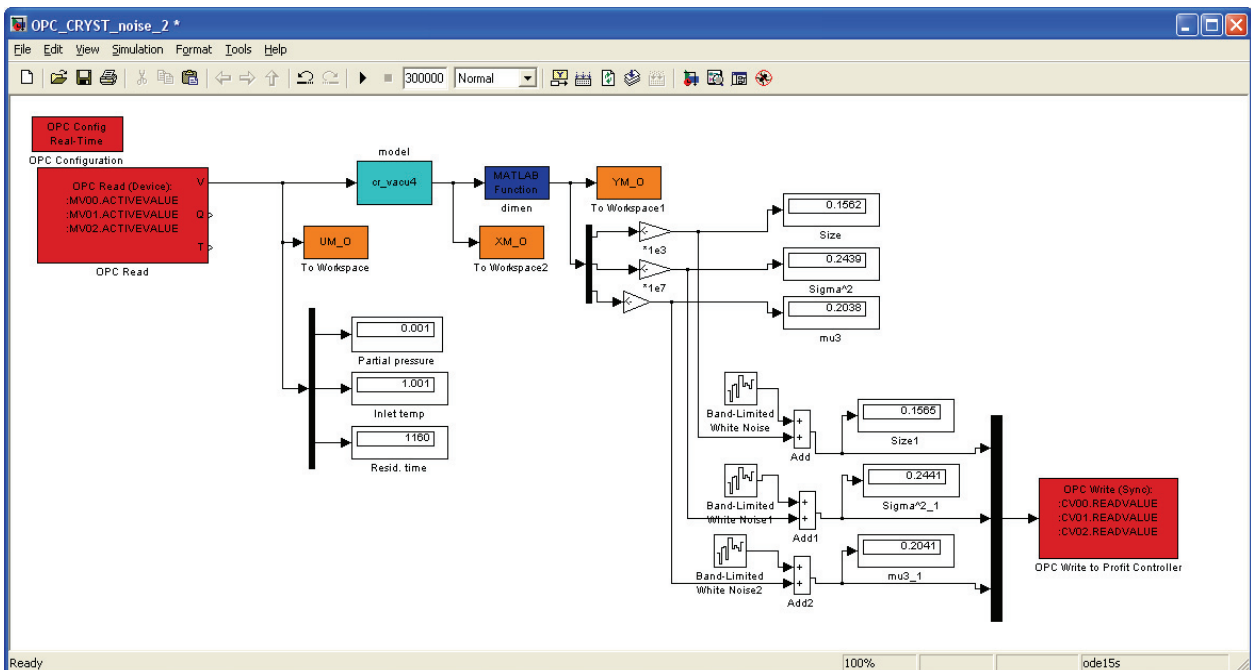 OPC_CRYST_noise_2 *
File Edit View Simulation Format Tools Help
300000 Normal
OPC Config
Real-Time
OPC Configuration
OPC Read (Device):
:MV00.ACTIVEVALUE
:MV01.ACTIVEVALUE
:MV02.ACTIVEVALUE
V
Q
T
OPC Read
model
cr_vacu4
MATLAB
Function
dimen
YM_O
To Workspace1
UM_O
To Workspace
XM_O
To Workspace2
*1e3
*1e7
0.1562
Size
0.2439
Sigma^2
0.2038
mu3
0.001
Partial pressure
1.001
Inlet temp
1160
Resid. time
Band-Limited
White Noise
Add
0.1565
Size1
Band-Limited
White Noise1
Add1
0.2441
Sigma^2_1
Band-Limited
White Noise2
Add2
0.2041
mu3_1
OPC Write (Sync):
:CV00.READVALUE
:CV01.READVALUE
:CV02.READVALUE
OPC Write to Profit Controller
Ready 100% ode15s